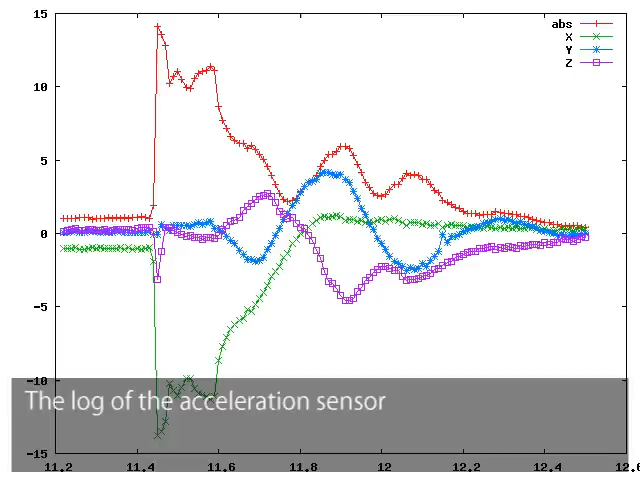 15
10
5
0
-5
-10
-15
11.2 11.4 11.6 11.8 12 12.2 12.4 12.6
abs
X
Y
Z
The log of the acceleration sensor